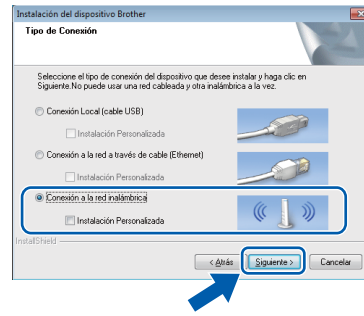 Instalación del dispositivo Brother
Tipo de Conexión
Seleccione el tipo de conexión del dispositivo que desee instalar y haga clic en
Siguiente.No puede usar una red cableada y otra inalámbrica a la vez.
Conexión Local (cable USB)
Instalación Personalizada
Conexión a la red a través de cable (Ethernet)
Instalación Personalizada
Conexión a la red inalámbrica
Instalación Personalizada
InstallShield
< Atrás
Siguiente >
Cancelar